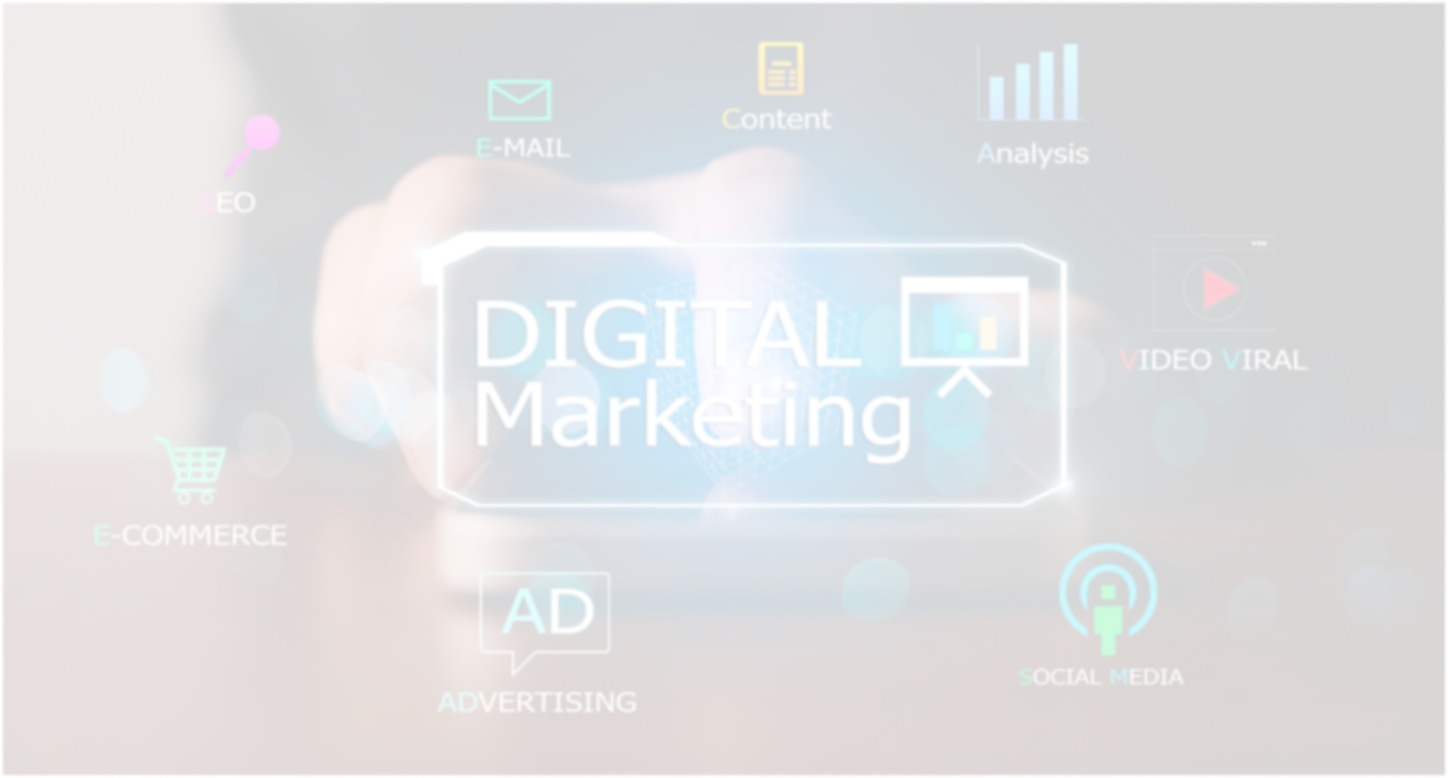 E-MAIL
Content
Analysis
SEO
DIGITAL
Marketing
VIDEO VIRAL
E-COMMERCE
AD
ADVERTISING
SOCIAL MEDIA